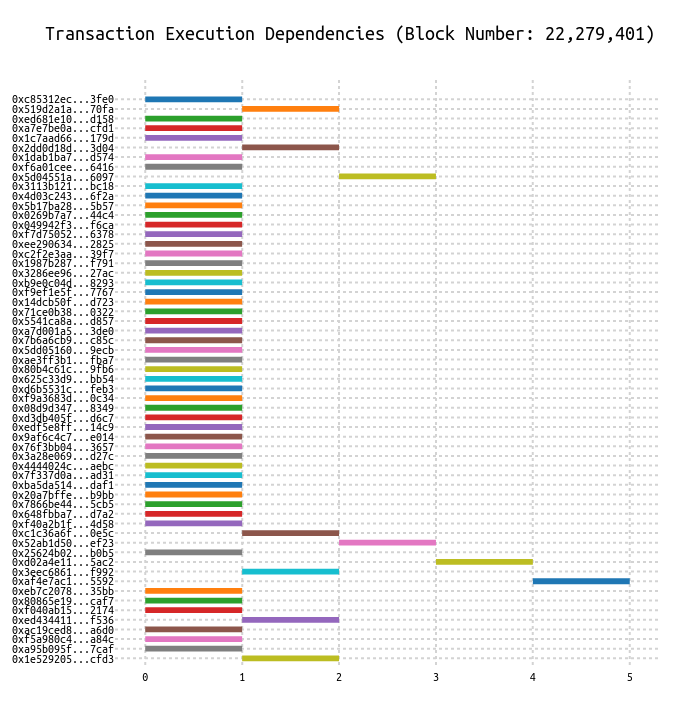 Transaction Execution Dependencies (Block Number: 22,279,401)
0xc85312ec...3fe0
0x519d2a1a...70fa
0xed681e10...d158
0xa7e7be0a...cfd1
0x1c7aad66...179d
0x2dd0d18d...3d04
0x1dab1ba7...d574
0xf6a01cee...6416
0x5d04551a...6097
0x3113b121...bc18
0x4d03c243...6f2a
0x5b17ba28...5b57
0x0269b7a7...44c4
0x049942f3...f6ca
0xf7d75052...6378
0xee290634...2825
0xc2f2e3aa...39f7
0x1987b287...f791
0x3286ee96...27ac
0xb9e0c04d...8293
0xf9ef1e5f...7767
0x14dcb50f...d723
0x71ce0b38...0322
0x5541ca8a...d857
0xa7d001a5...3de0
0x7b6a6cb9...c85c
0x5dd05160...9ecb
0xae3ff3b1...fba7
0x80b4c61c...9fb6
0x625c33d9...bb54
0xd6b5531c...feb3
0xf9a3683d...0c34
0x08d9d347...8349
0xd3db405f...d6c7
0xedf5e8ff...14c9
0x9af6c4c7...e014
0x76f3bb04...3657
0x3a28e069...d27c
0x4444024c...aebc
0x7f337d0a...ad31
0xba5da514...daf1
0x20a7bffe...b9bb
0x7866be44...5cb5
0x648fbba7...d7a2
0xf40a2b1f...4d58
0xc1c36a6f...0e5c
0x52ab1d50...ef23
0x25624b02...b0b5
0xd02a4e11...5ac2
0x3eec6861...f992
0xaf4e7ac1...5592
0xeb7c2078...35bb
0x80865e19...caf7
0xf040ab15...2174
0xed434411...f536
0xac19ced8...a6d0
0xf5a980c4...a84c
0xa95b095f...7caf
0x1e529205...cfd3
0 1 2 3 4 5